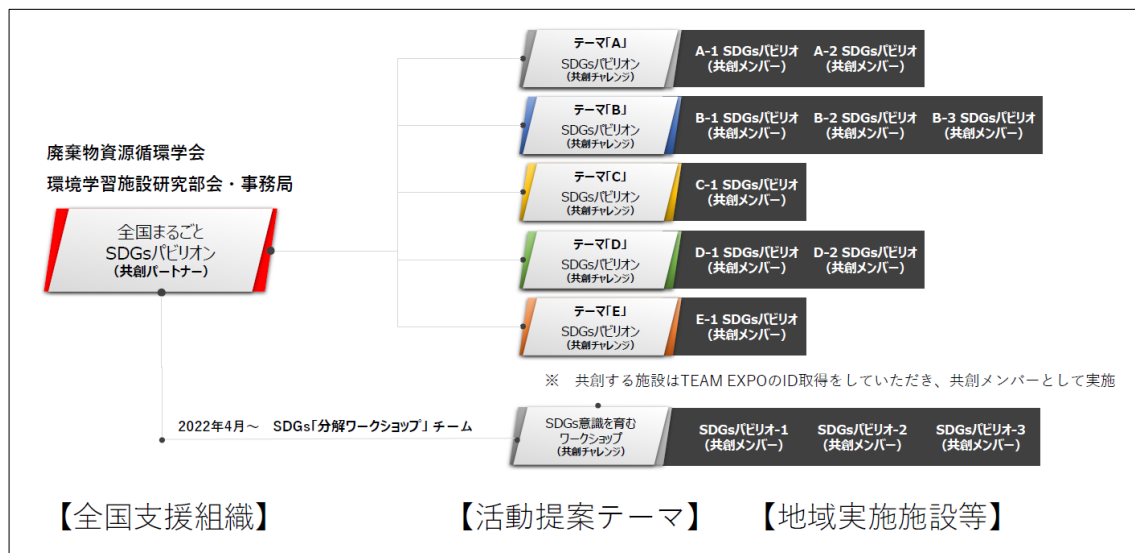 廃棄物資源循環学会
環境学習施設研究部会・事務局
全国まるごと
SDGsパビリオン
(共創パートナー)
テーマ「A」
SDGsパビリオン
(共創チャレンジ)
A-1 SDGsパビリオ
(共創メンバー)
A-2 SDGsパビリオ
(共創メンバー)
テーマ「B」
SDGsパビリオン
(共創チャレンジ)
B-1 SDGsパビリオ
(共創メンバー)
B-2 SDGsパビリオ
(共創メンバー)
B-3 SDGsパビリオ
(共創メンバー)
テーマ「C」
SDGsパビリオン
(共創チャレンジ)
C-1 SDGsパビリオ
(共創メンバー)
テーマ「D」
SDGsパビリオン
(共創チャレンジ)
D-1 SDGsパビリオ
(共創メンバー)
D-2 SDGsパビリオ
(共創メンバー)
テーマ「E」
SDGsパビリオン
(共創チャレンジ)
E-1 SDGsパビリオ
(共創メンバー)
※ 共創する施設はTEAM EXPOのID取得をしていただき、共創メンバーとして実施
2022年4月～ SDGs「分解ワークショップ」チーム
SDGs意識を育む
ワークショップ
(共創チャレンジ)
SDGsパビリオ-1
(共創メンバー)
SDGsパビリオ-2
(共創メンバー)
SDGsパビリオ-3
(共創メンバー)
【全国支援組織】
【活動提案テーマ】
【地域実施施設等】